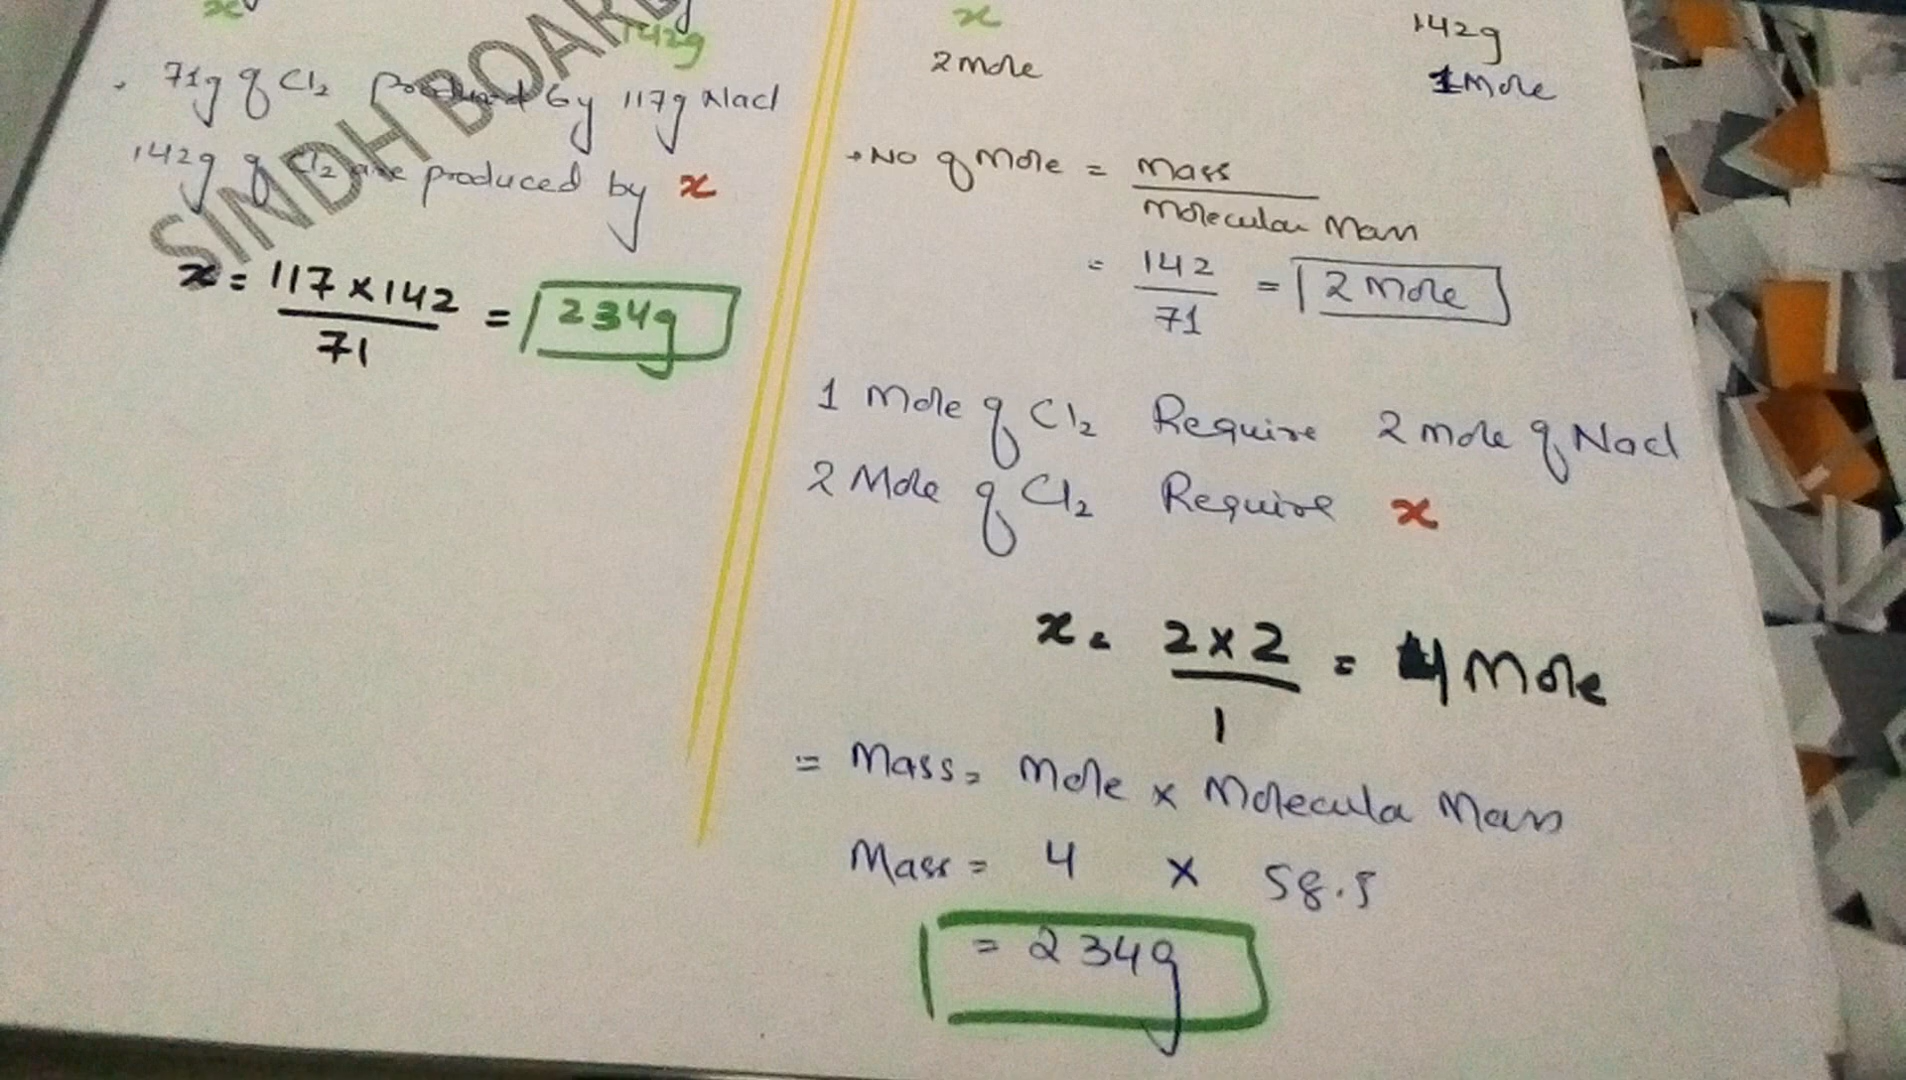 x
142g
71g of Cl₂ produced by 117g Nacl
142g of Cl₂ are produced by x
x = 117 × 142 / 71 = 234g
SINDH BOARD
x
142g
2 mole
1 Mole
No of Mole = Mass / Molecular Mass
= 142 / 71 = 2 Mole
1 Mole of Cl₂ Require 2 mole of Nacl
2 Mole of Cl₂ Require x
x = 2 × 2 / 1 = 4 Mole
= Mass = Mole × Molecula Mass
Mass = 4 × 58.5
= 234g